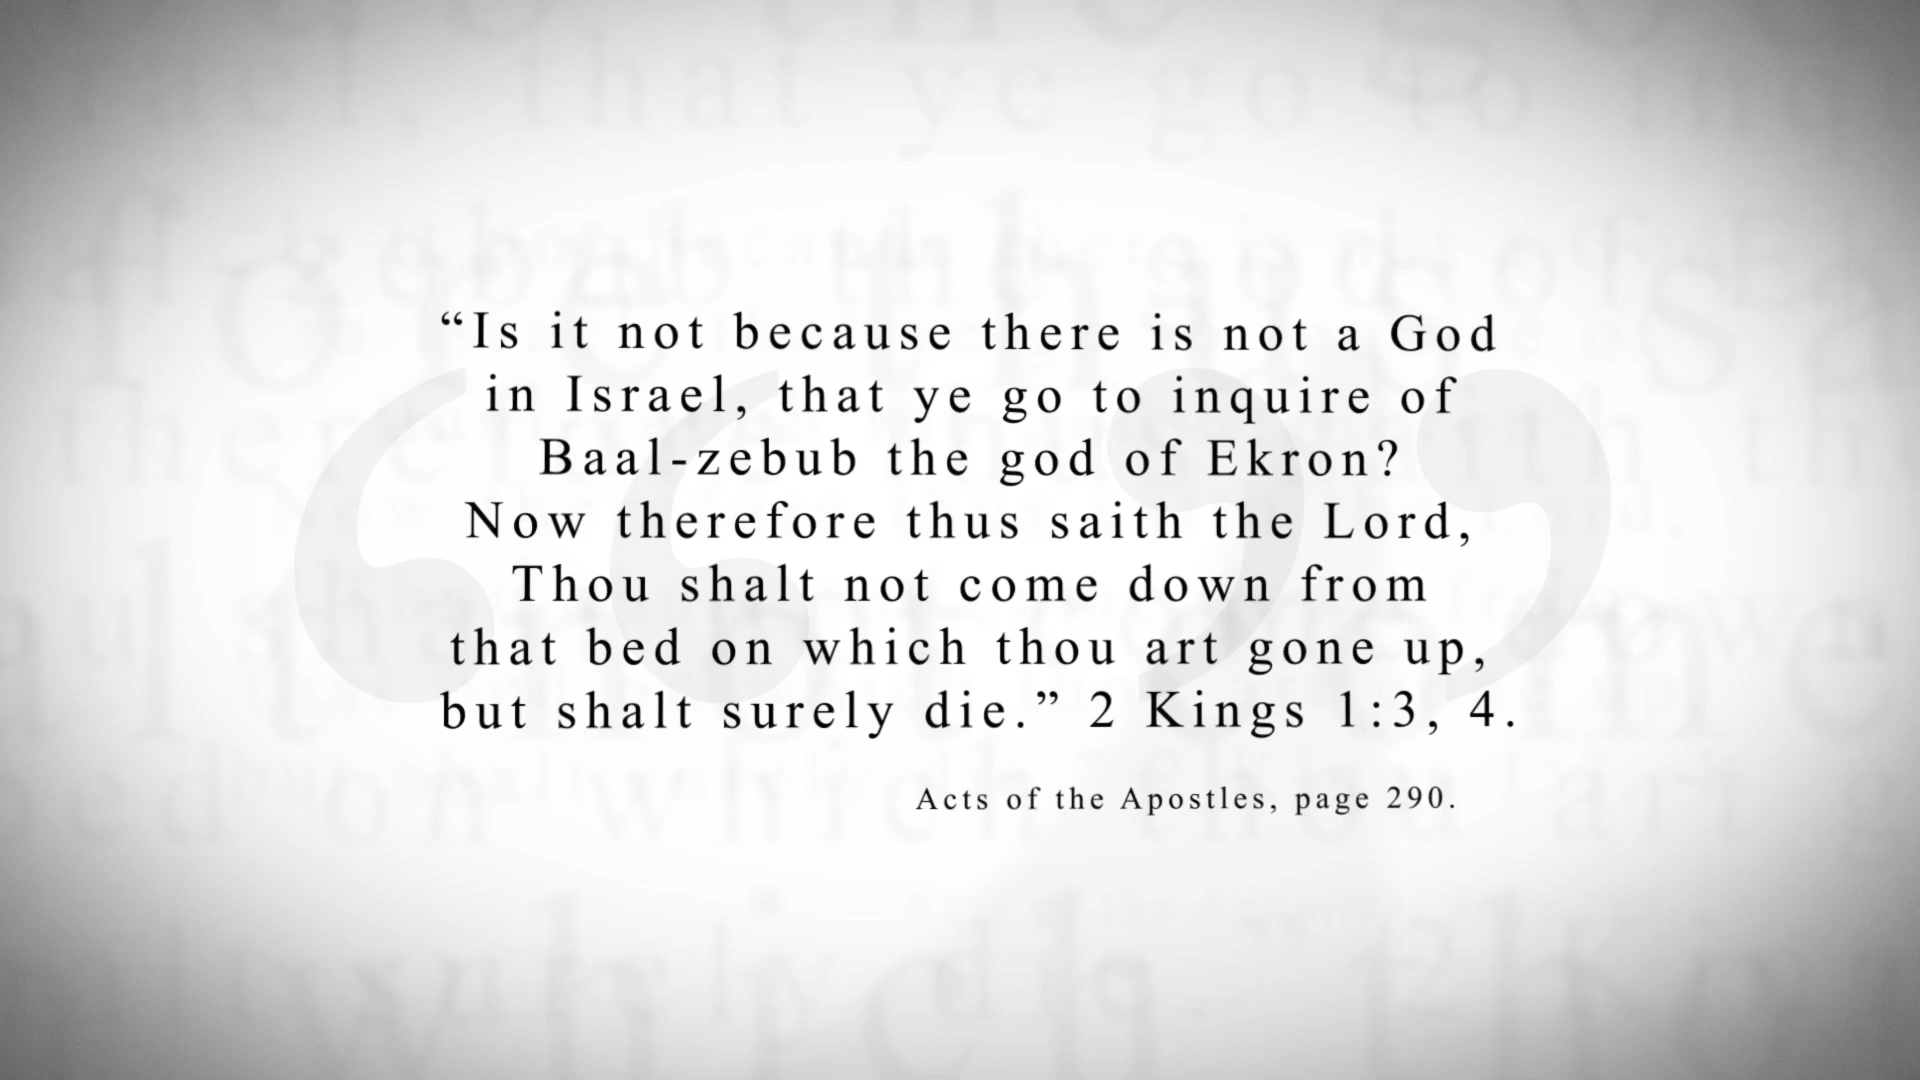 “Is it not because there is not a God
in Israel, that ye go to inquire of
Baal-zebub the god of Ekron?
Now therefore thus saith the Lord,
Thou shalt not come down from
that bed on which thou art gone up,
but shalt surely die.” 2 Kings 1:3, 4.
Acts of the Apostles, page 290.